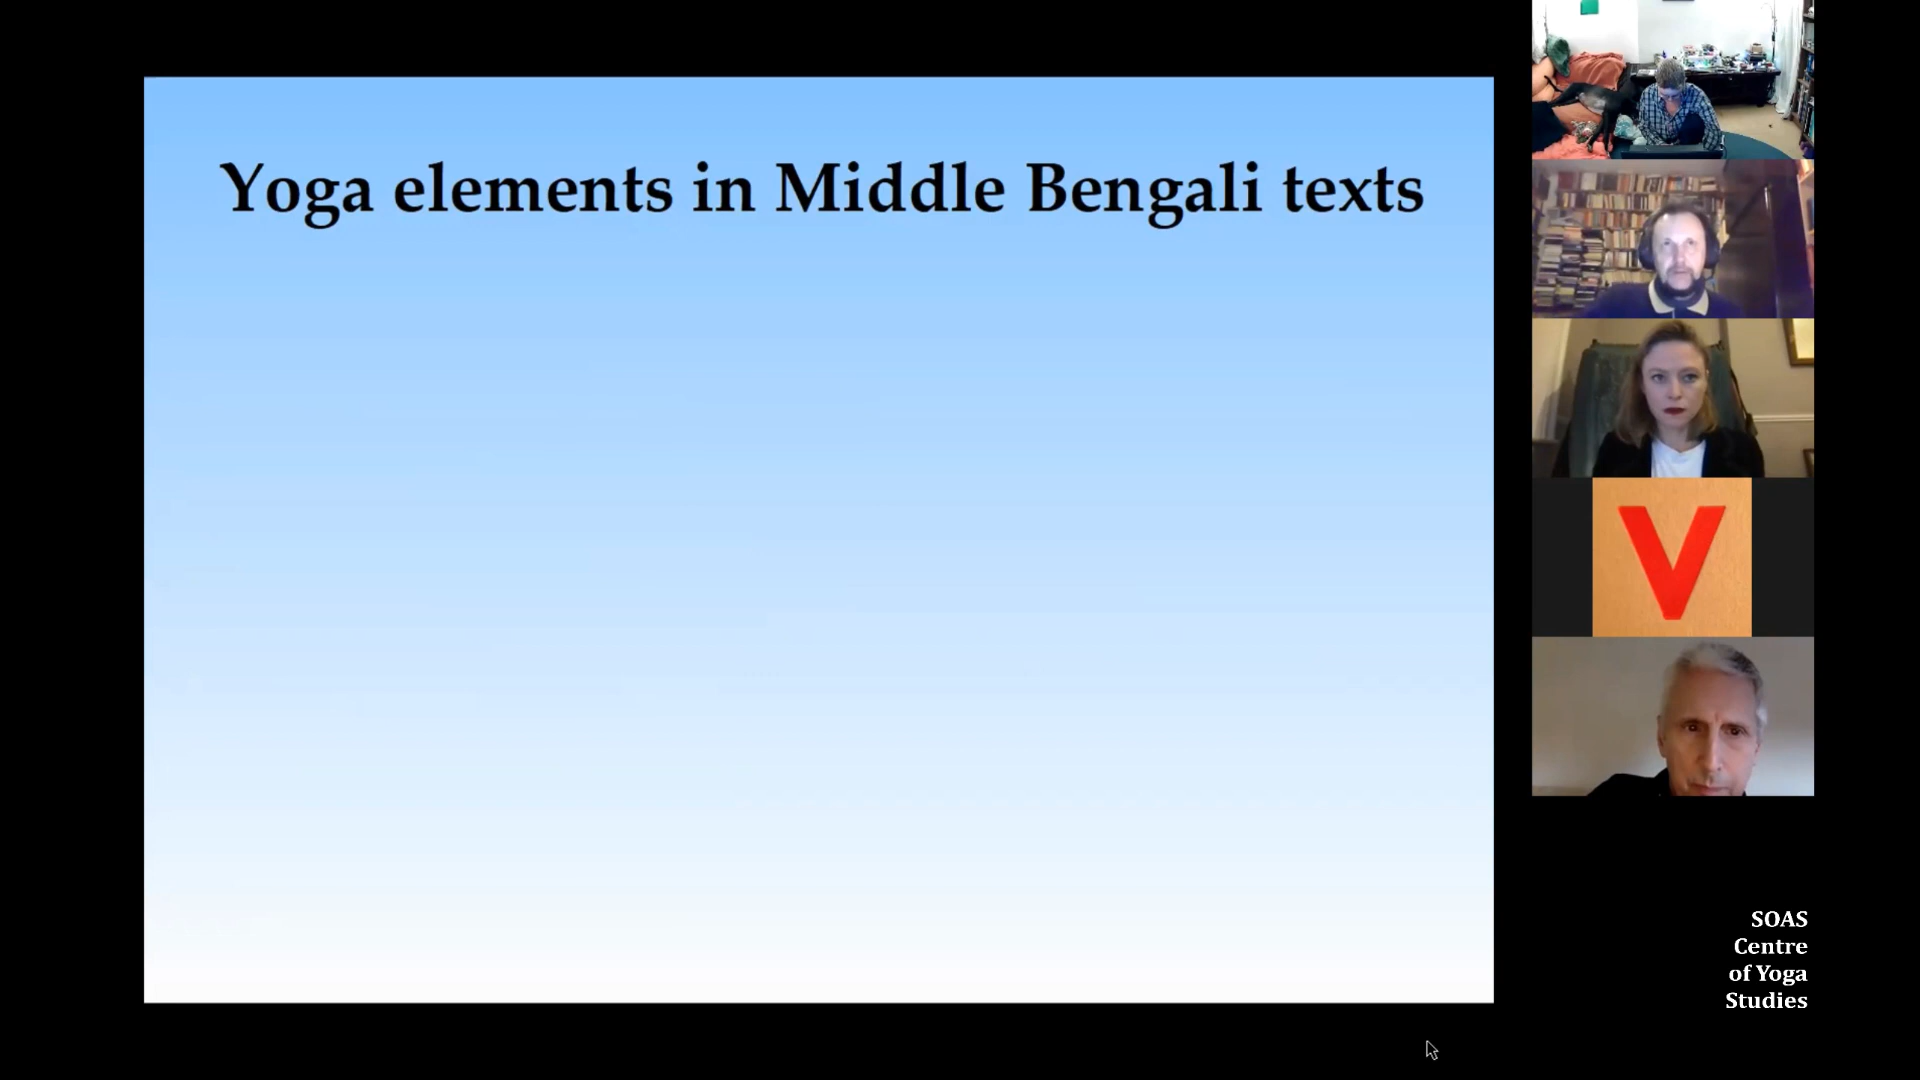 Yoga elements in Middle Bengali texts
V
SOAS
Centre
of Yoga
Studies